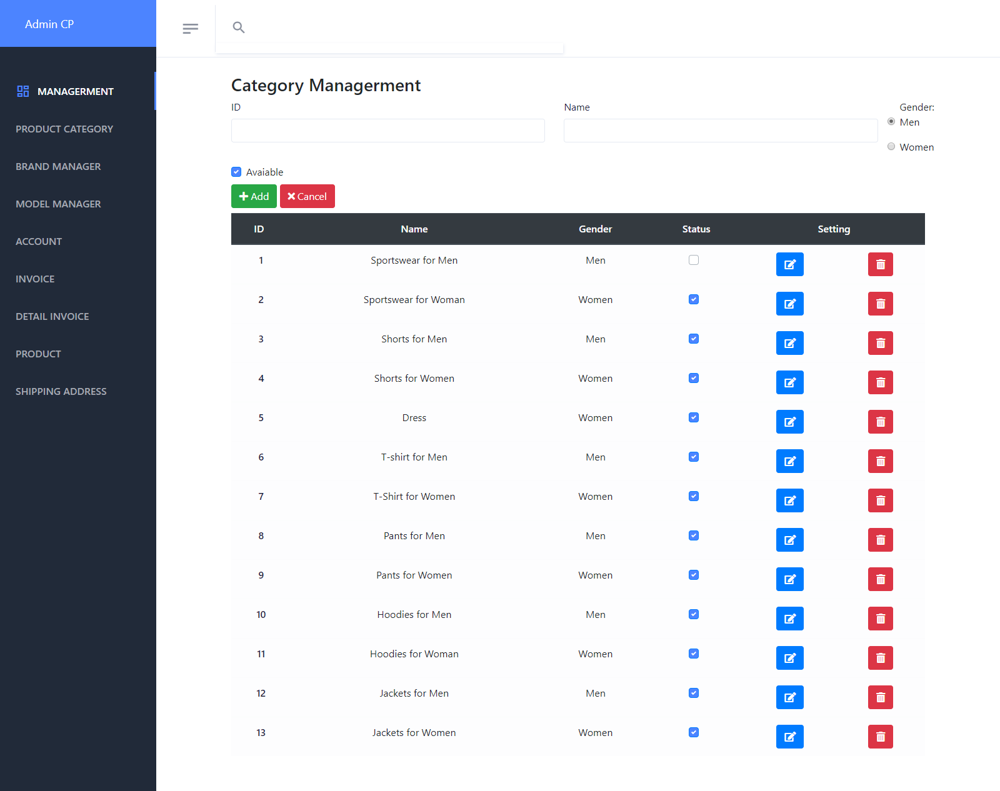 Admin CP
MANAGERMENT
PRODUCT CATEGORY
BRAND MANAGER
MODEL MANAGER
ACCOUNT
INVOICE
DETAIL INVOICE
PRODUCT
SHIPPING ADDRESS
Category Managerment
ID Name Gender:
Men
Women
Avaiable
Add Cancel
ID Name Gender Status Setting
1 Sportswear for Men Men
2 Sportswear for Woman Women
3 Shorts for Men Men
4 Shorts for Women Women
5 Dress Women
6 T-shirt for Men Men
7 T-Shirt for Women Women
8 Pants for Men Men
9 Pants for Women Women
10 Hoodies for Men Men
11 Hoodies for Woman Women
12 Jackets for Men Men
13 Jackets for Women Women